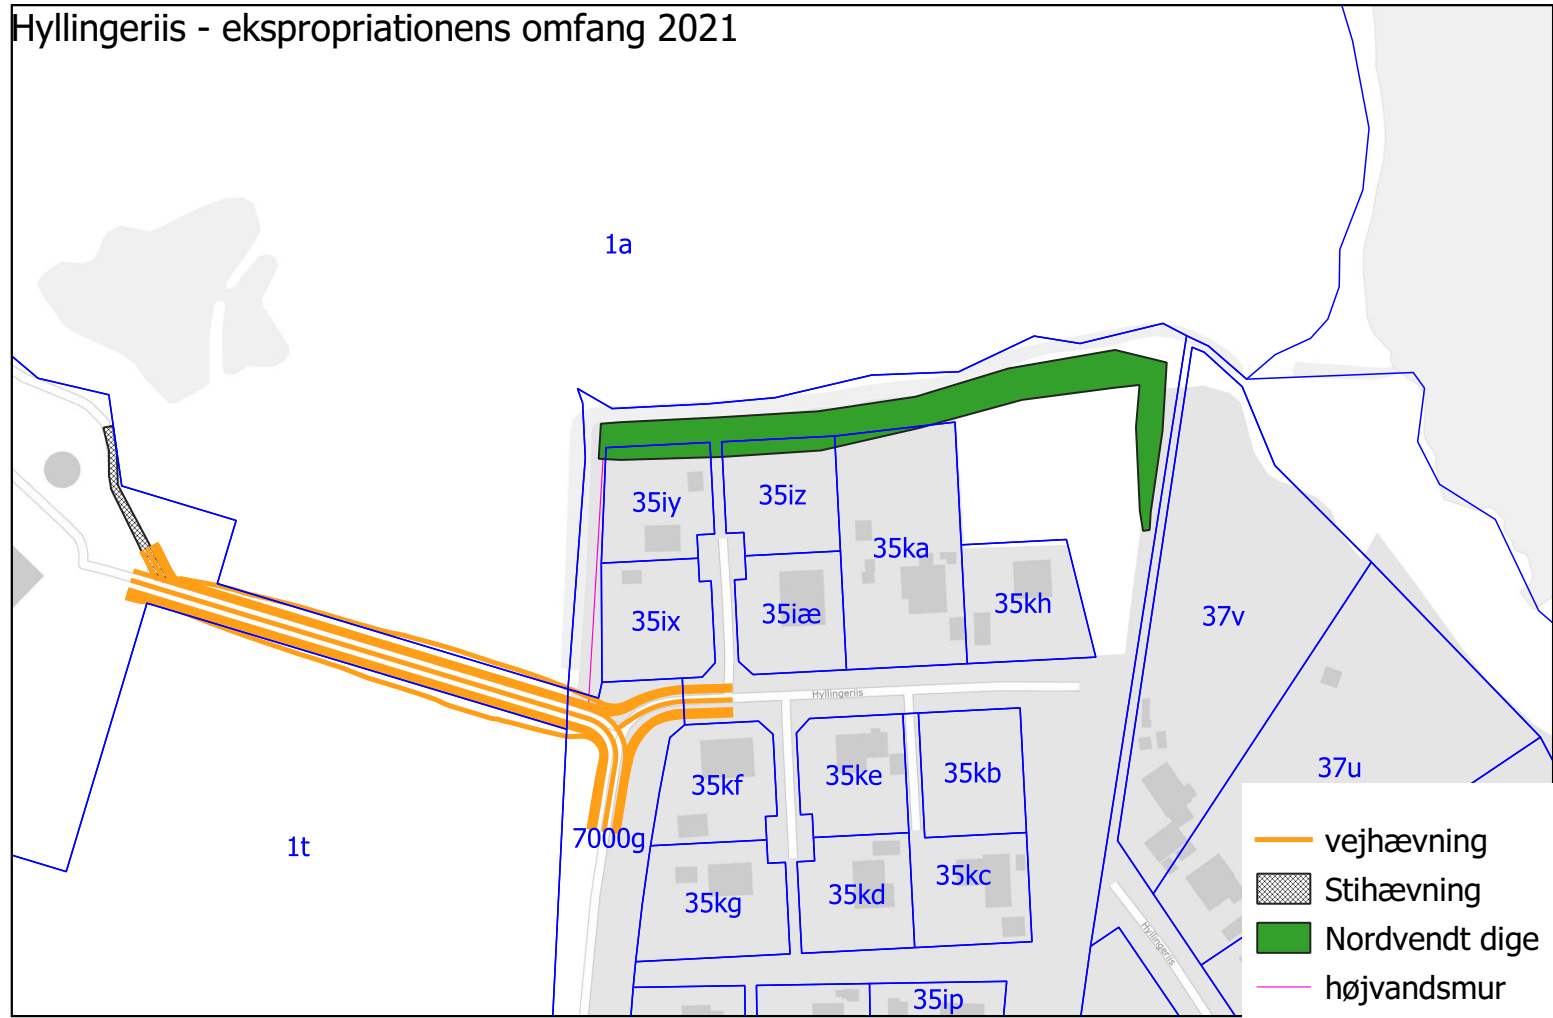 Hyllingeriis - ekspropriationens omfang 2021
1a
35iy
35iz
35ka
35ix
35iæ
35kh
37v
Hyllingeriis
37u
35kf
35ke
35kb
7000g
1t
35kg
35kd
35kc
Hyllingeriis
35ip
vejhævning
Stihævning
Nordvendt dige
højvandsmur